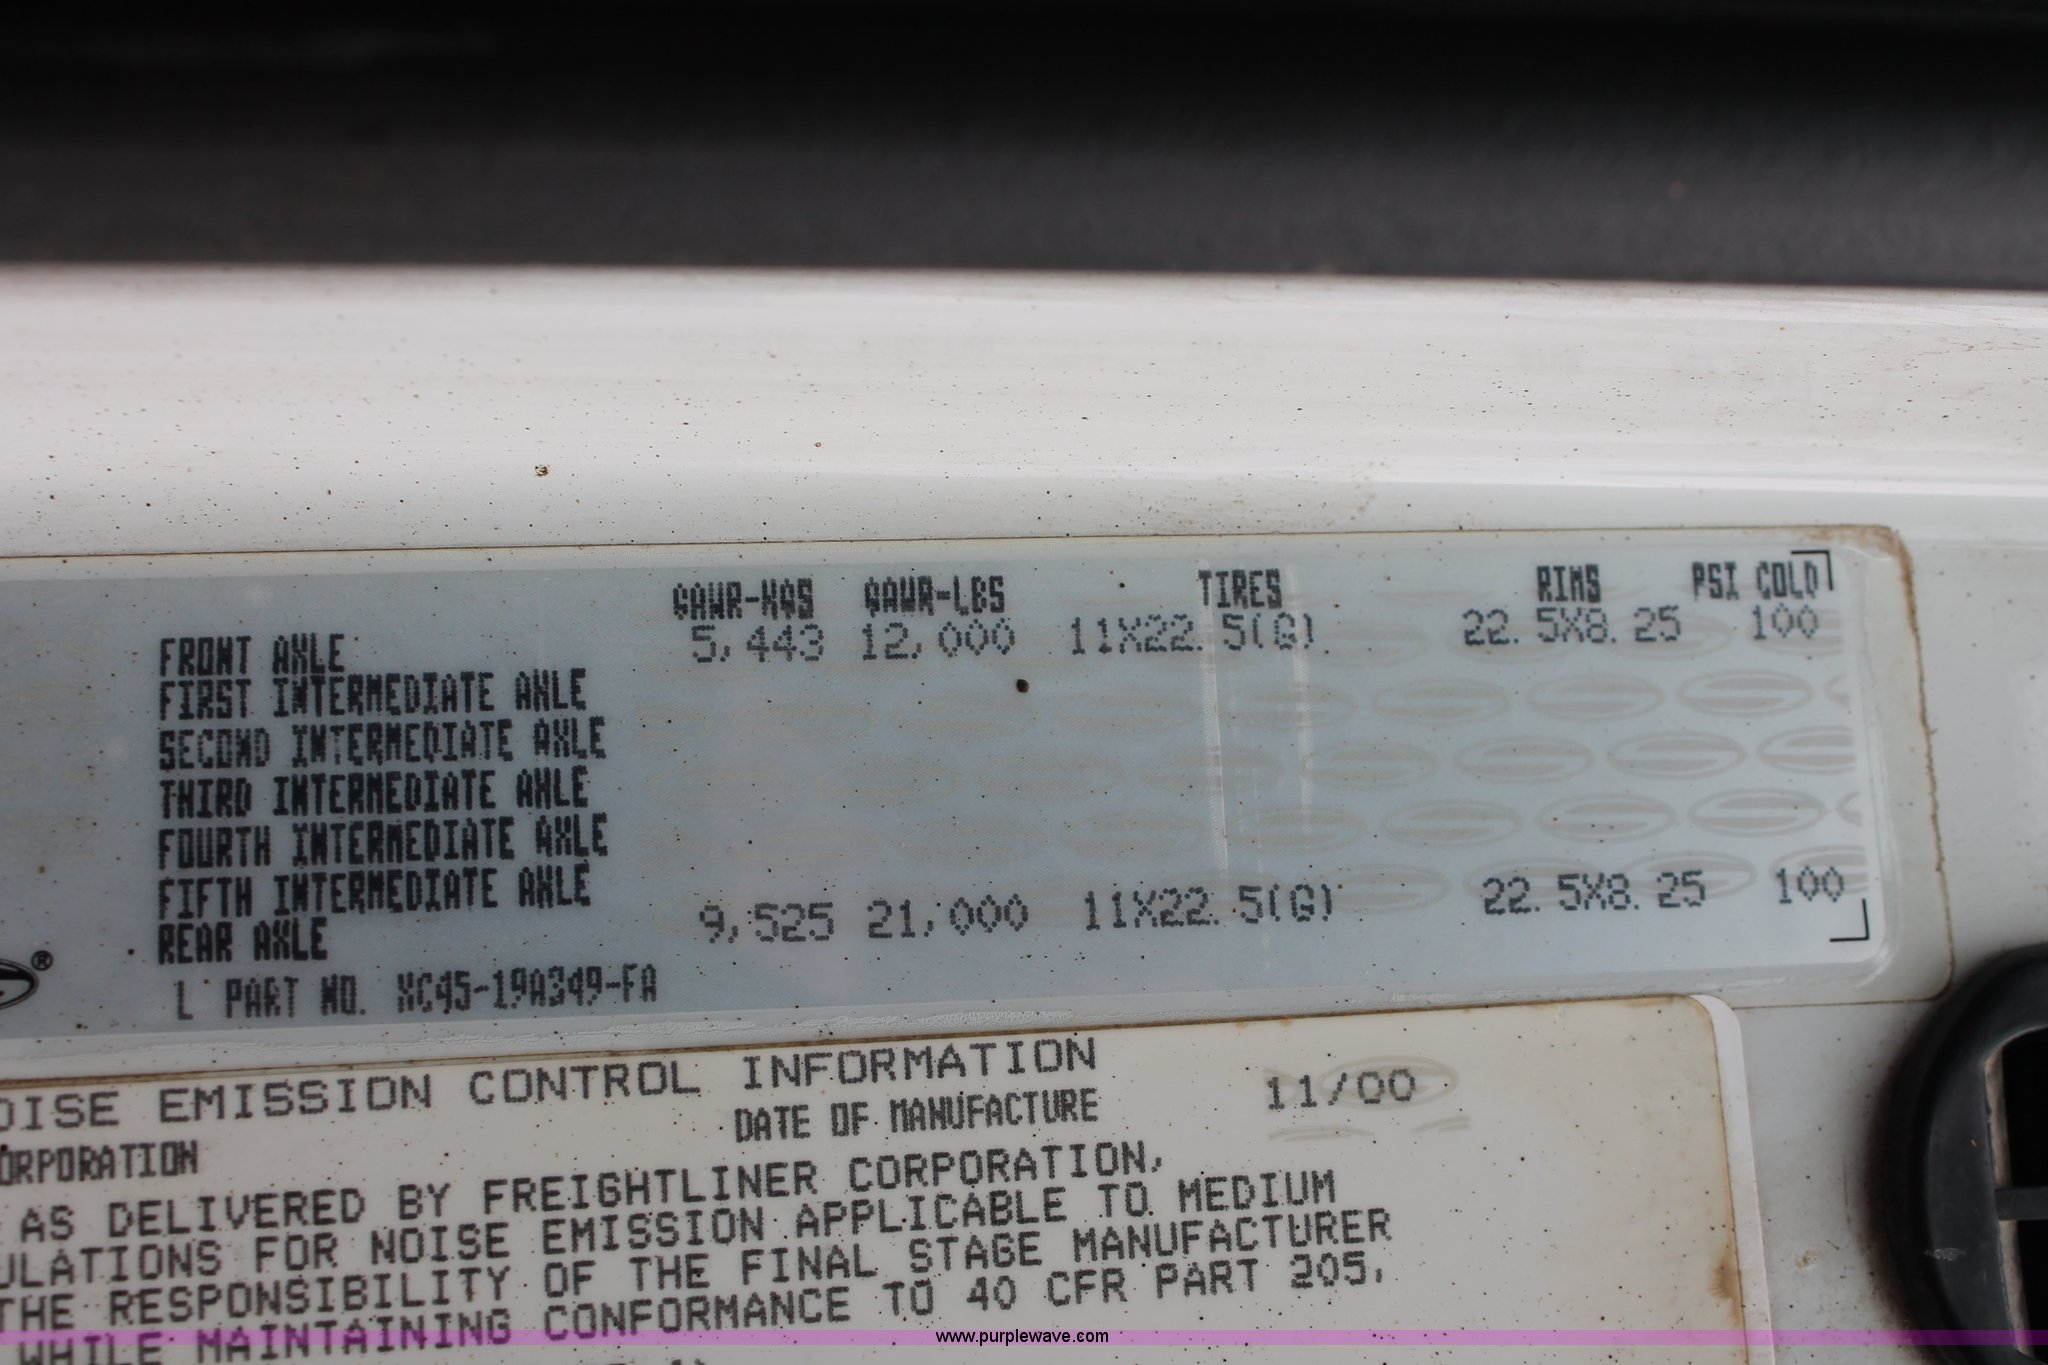 GAWR-KGS GAWR-LBS TIRES RIMS PSI COLD
FRONT AXLE 5,443 12,000 11X22.5(G) 22.5X8.25 100
FIRST INTERMEDIATE AXLE
SECOND INTERMEDIATE AXLE
THIRD INTERMEDIATE AXLE
FOURTH INTERMEDIATE AXLE
FIFTH INTERMEDIATE AXLE
REAR AXLE 9,525 21,000 11X22.5(G) 22.5X8.25 100
® L PART NO. XC45-19A349-FA
OISE EMISSION CONTROL INFORMATION
ORPORATION DATE OF MANUFACTURE 11/00
AS DELIVERED BY FREIGHTLINER CORPORATION,
ULATIONS FOR NOISE EMISSION APPLICABLE TO MEDIUM
THE RESPONSIBILITY OF THE FINAL STAGE MANUFACTURER
WHILE MAINTAINING CONFORMANCE TO 40 CFR PART 205,
www.purplewave.com